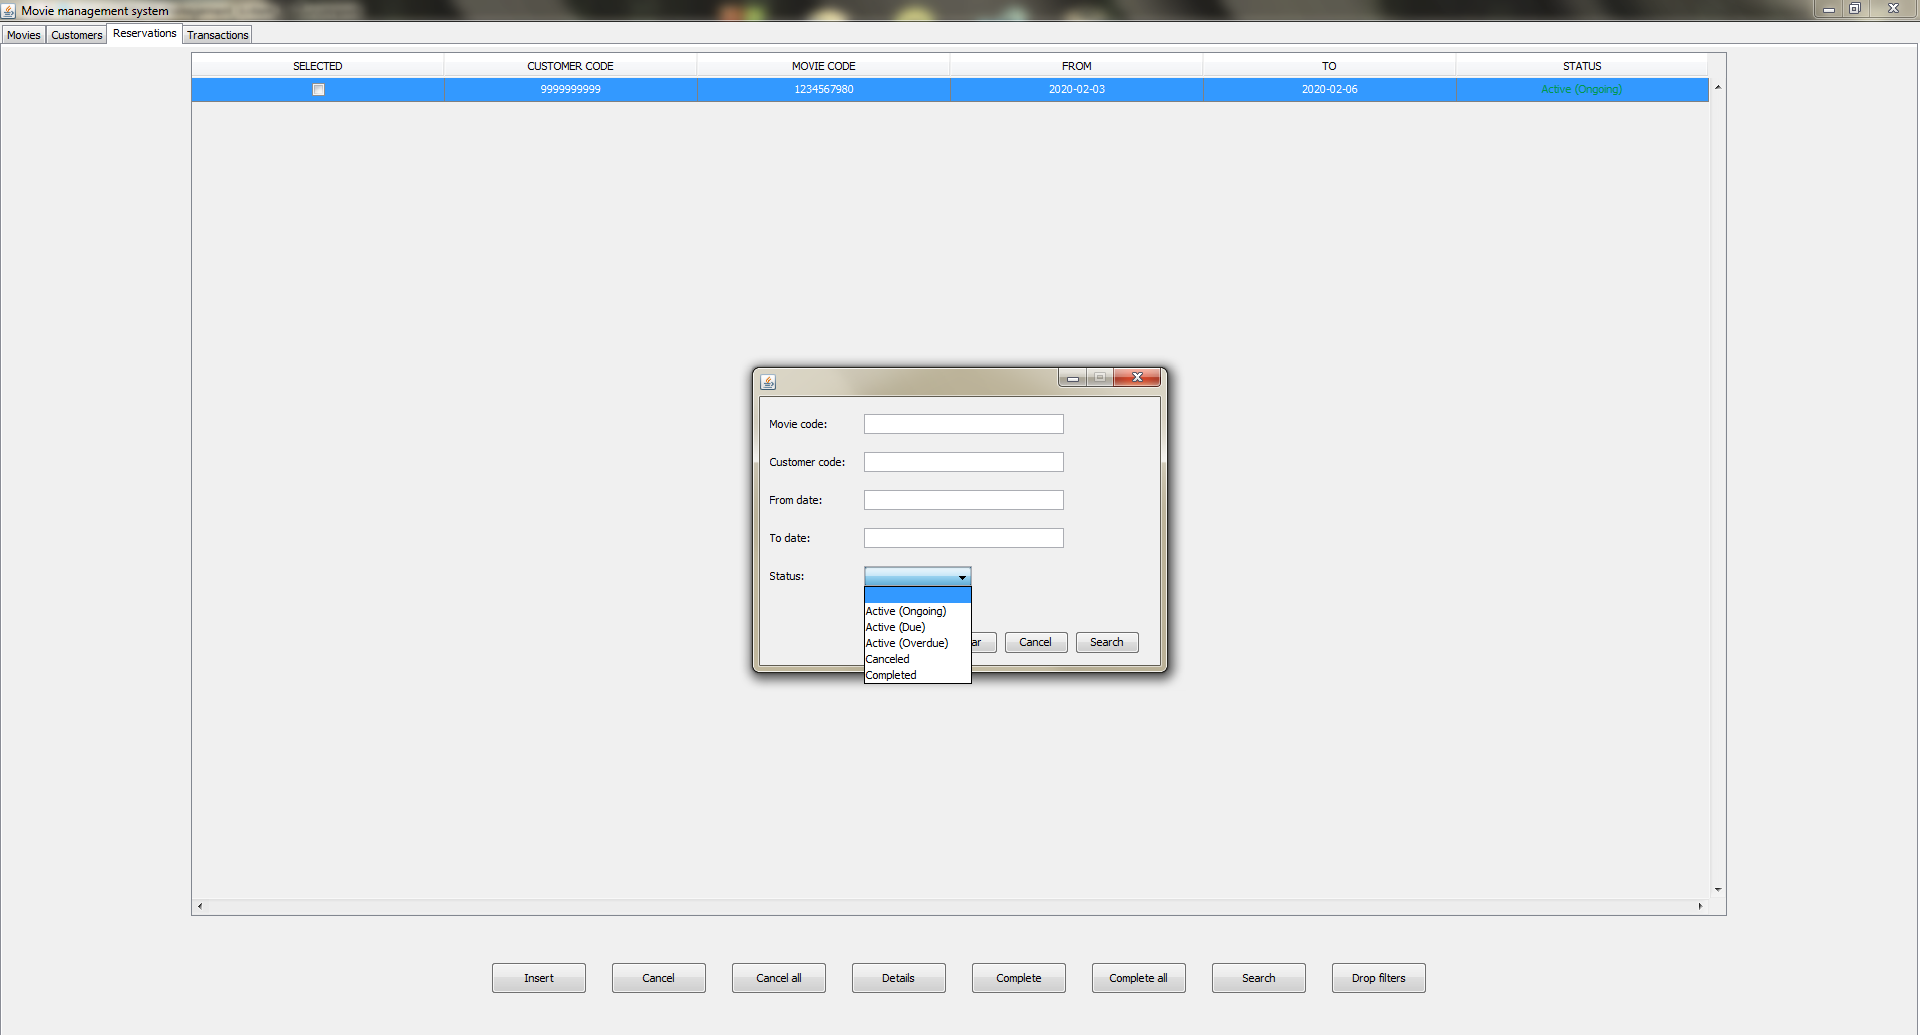 Movie management system
Movies Customers Reservations Transactions
SELECTED CUSTOMER CODE MOVIE CODE FROM TO STATUS
9999999999 1234567980 2020-02-03 2020-02-06 Active (Ongoing)
Movie code:
Customer code:
From date:
To date:
Status:
Active (Ongoing)
Active (Due)
Active (Overdue)
Canceled
Completed
ar Cancel Search
Insert Cancel Cancel all Details Complete Complete all Search Drop filters